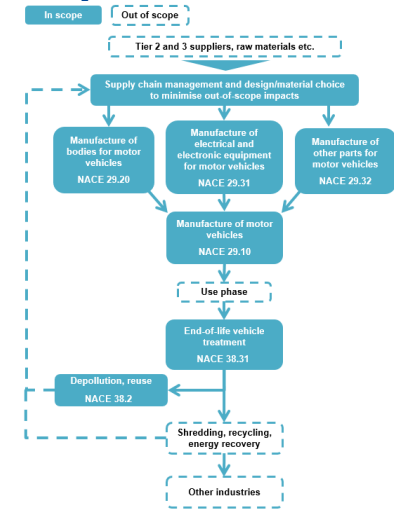 In scope
Out of scope
Tier 2 and 3 suppliers, raw materials etc.
Supply chain management and design/material choice
to minimise out-of-scope impacts
Manufacture of
bodies for motor
vehicles
NACE 29.20
Manufacture of
electrical and
electronic equipment
for motor vehicles
NACE 29.31
Manufacture of
other parts for
motor vehicles
NACE 29.32
Manufacture of motor
vehicles
NACE 29.10
Use phase
End-of-life vehicle
treatment
NACE 38.31
Depollution, reuse
NACE 38.2
Shredding, recycling,
energy recovery
Other industries